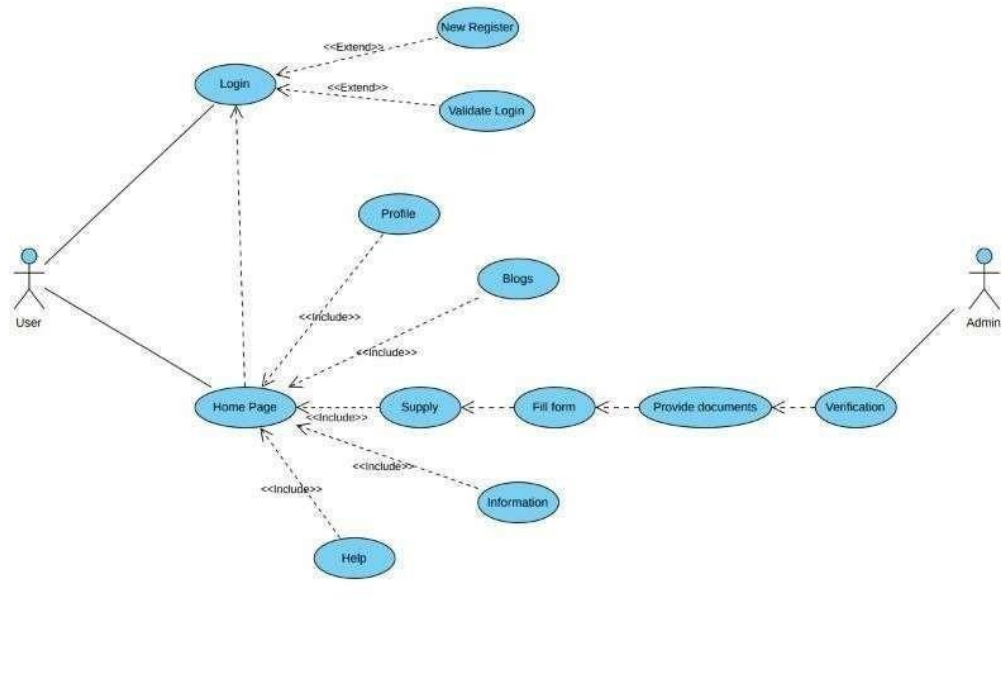 New Register
<<Extend>>
Login
<<Extend>>
Validate Login
Profile
Blogs
User
<<Include>>
Admin
<<Include>>
Home Page
Supply
Fill form
Provide documents
Verification
<<Include>>
<<Include>>
<<Include>>
Information
Help